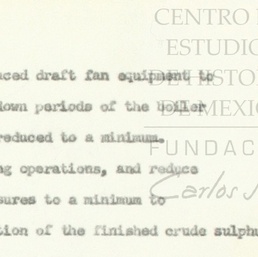 CENTRO
ESTUDIO
DE HISTO
DE MEXIC
FUNDAC
Carlos
aced draft fan equipment to
down periods of the boiler
reduced to a minimum.
ng operations, and reduce
sures to a minimum to
tion of the finished crude sulphu